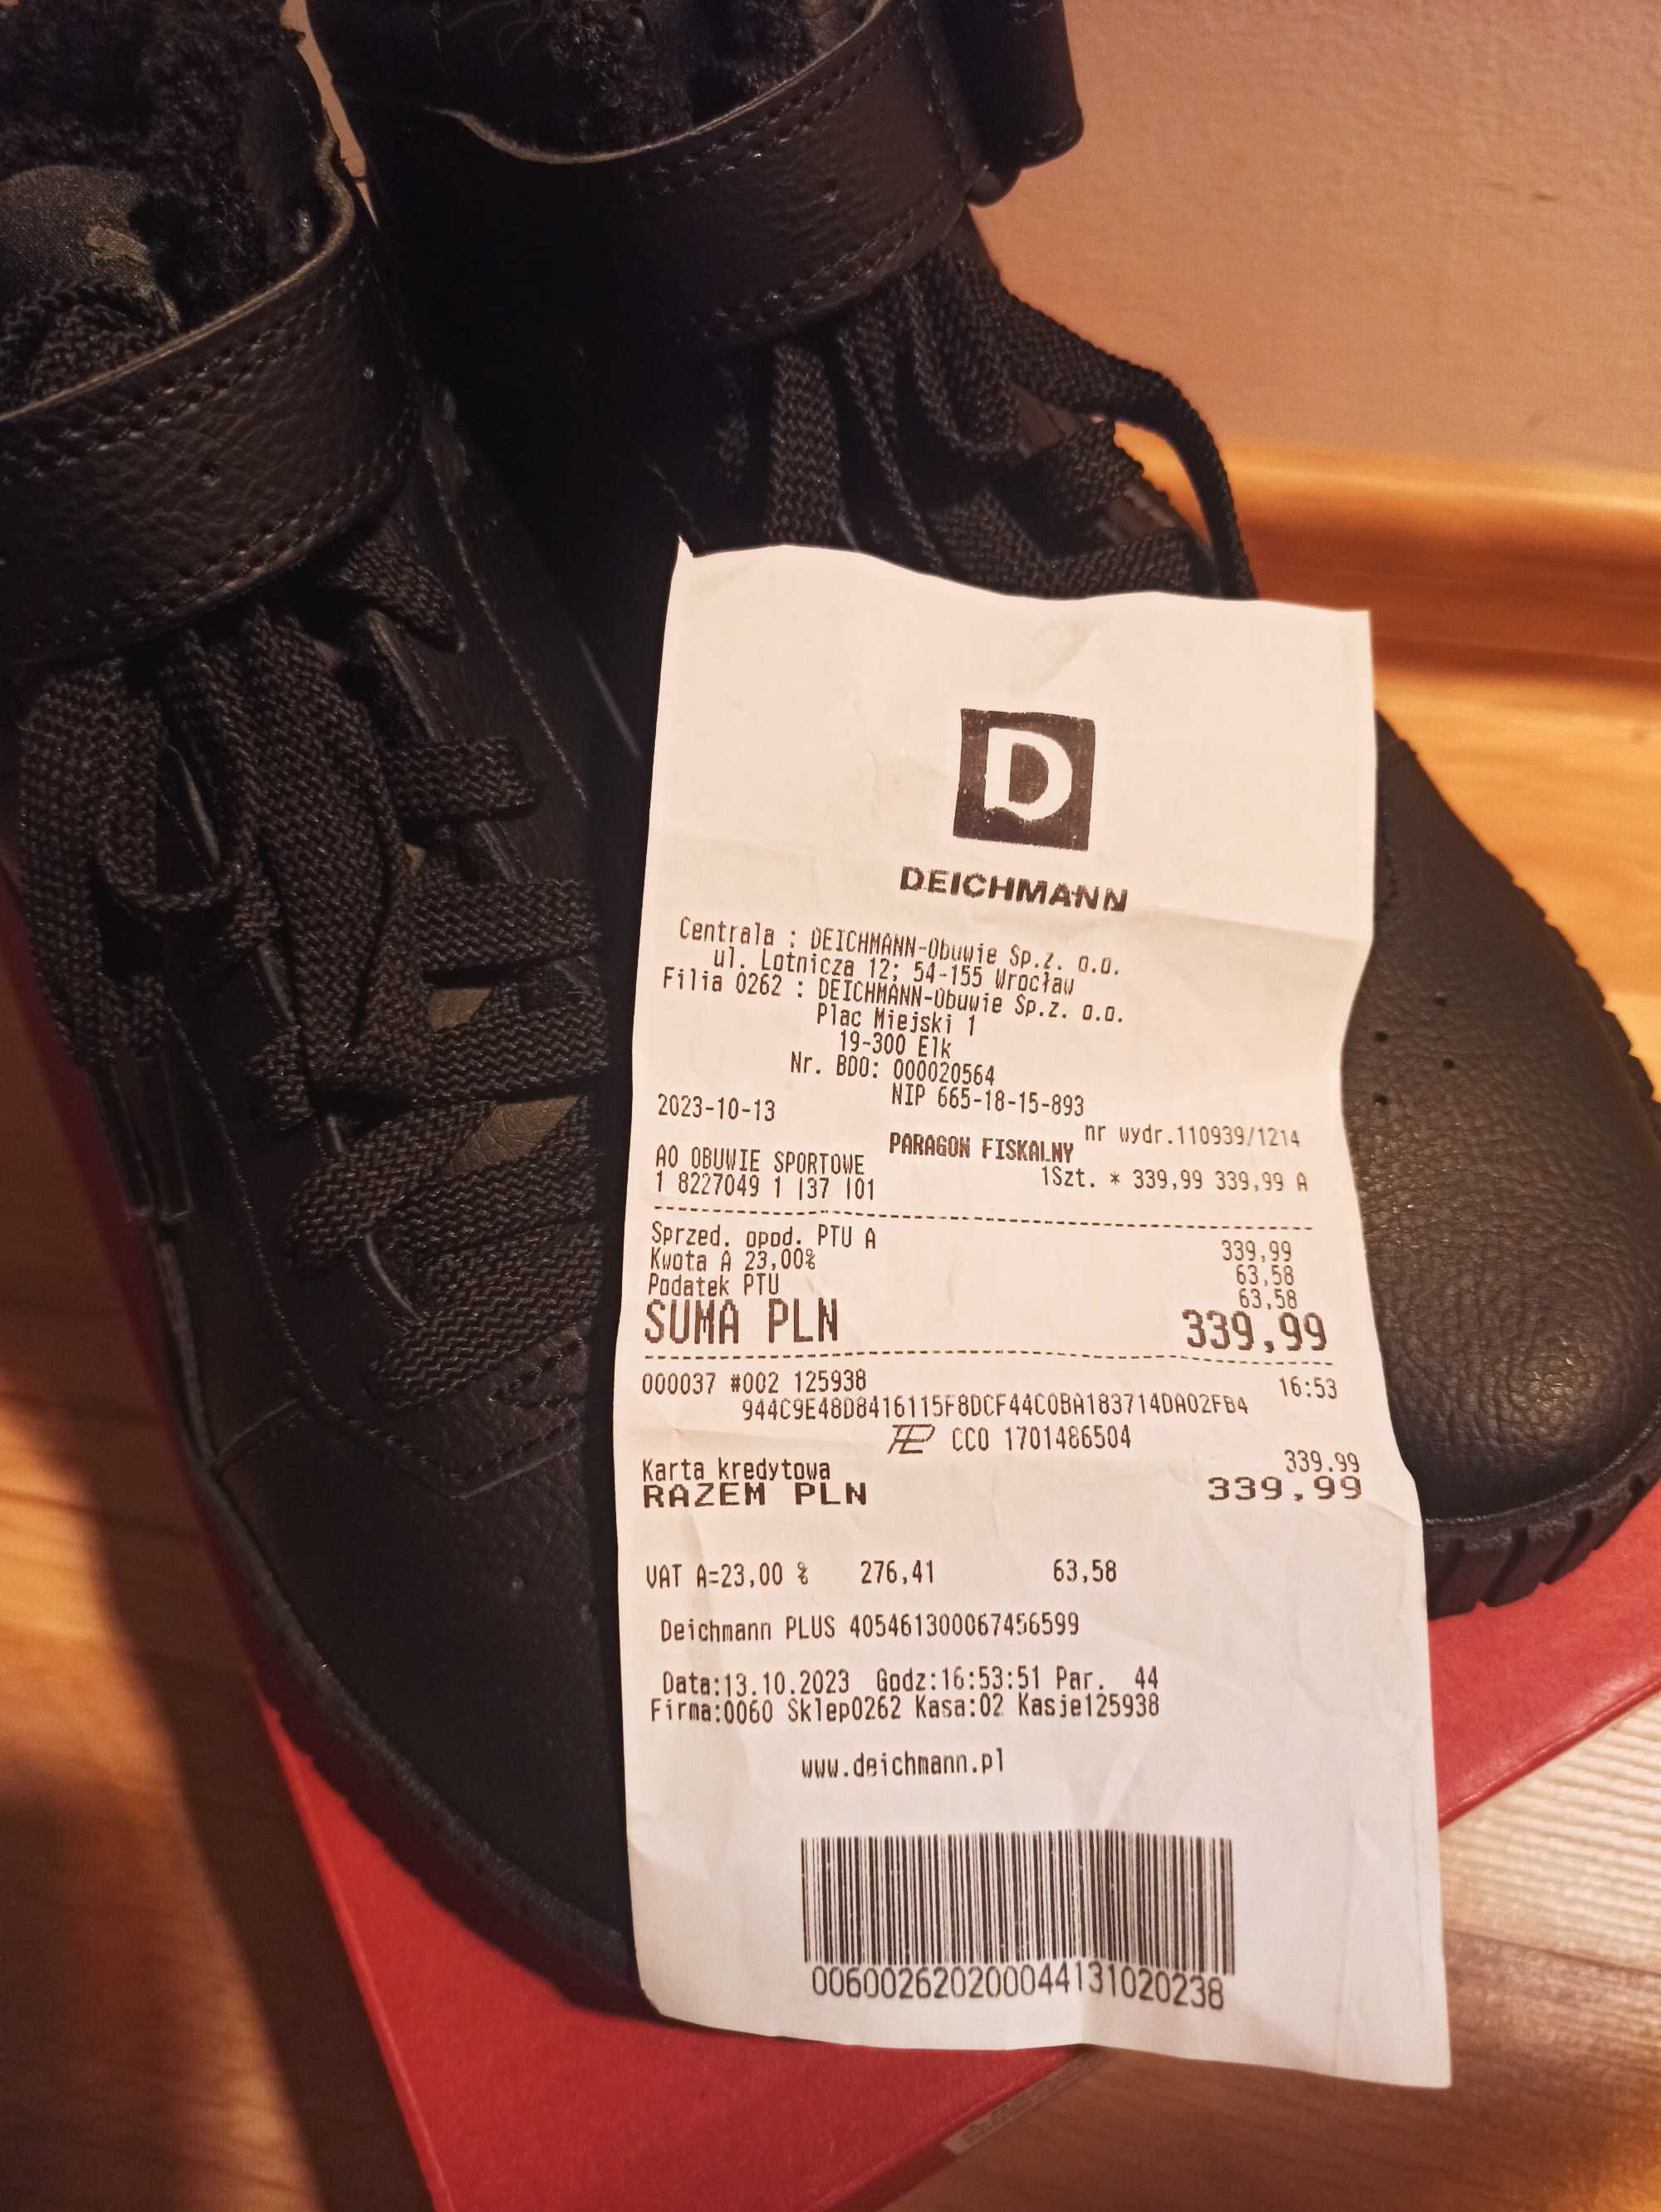 D
DEICHMANN
Centrala : DEICHMANN-Obuwie Sp.z. o.o.
ul. Lotnicza 12; 54-155 Wrocław
Filia 0262 : DEICHMANN-Obuwie Sp.z. o.o.
Plac Miejski 1
19-300 Ełk
Nr. BDO: 000020564
NIP 665-18-15-893
2023-10-13 nr wydr.110939/1214
PARAGON FISKALNY
AO OBUWIE SPORTOWE 1Szt. * 339,99 339,99 A
1 8227049 1 |37 |01
Sprzed. opod. PTU A 339,99
Kwota A 23,00% 63,58
Podatek PTU 63,58
SUMA PLN 339,99
000037 #002 125938 16:53
944C9E48D8416115F8DCF44C0BA183714DA02FB4
CCO 1701486504
Karta kredytowa 339.99
RAZEM PLN 339,99
VAT A=23,00 % 276,41 63,58
Deichmann PLUS 405461300067456599
Data:13.10.2023 Godz:16:53:51 Par. 44
Firma:0060 Sklep0262 Kasa:02 Kasje125938
www.deichmann.pl
006002620200044131020238